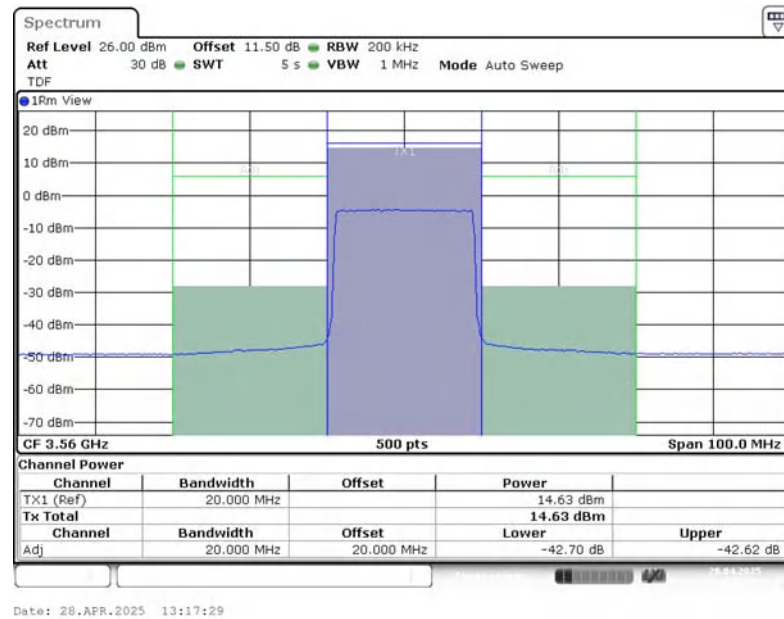 Spectrum
Ref Level 26.00 dBm Offset 11.50 dB RBW 200 kHz
Att 30 dB SWT 5 s VBW 1 MHz Mode Auto Sweep
TDF
1Rm View
20 dBm
TX1
10 dBm
Adj Adj
0 dBm
-10 dBm
-20 dBm
-30 dBm
-40 dBm
-50 dBm
-60 dBm
-70 dBm
CF 3.56 GHz 500 pts Span 100.0 MHz
Channel Power
Channel Bandwidth Offset Power
TX1 (Ref) 20.000 MHz 14.63 dBm
Tx Total 14.63 dBm
Channel Bandwidth Offset Lower Upper
Adj 20.000 MHz 20.000 MHz -42.70 dB -42.62 dB
28.04.2025
Date: 28.APR.2025 13:17:29